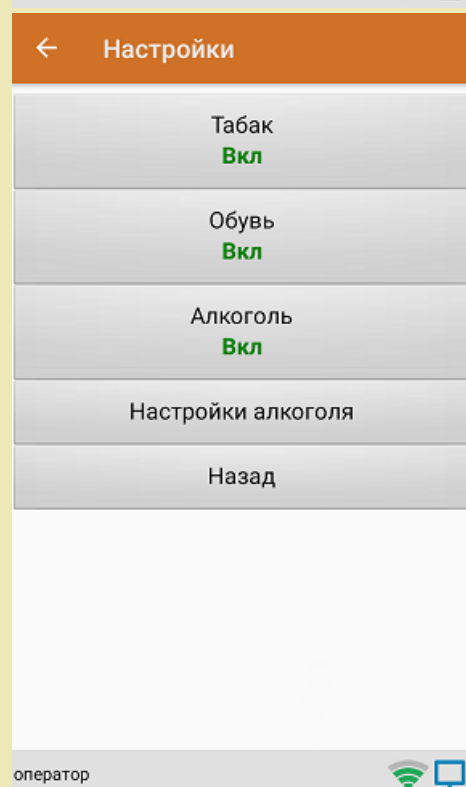 Настройки
Табак
Вкл
Обувь
Вкл
Алкоголь
Вкл
Настройки алкоголя
Назад
оператор